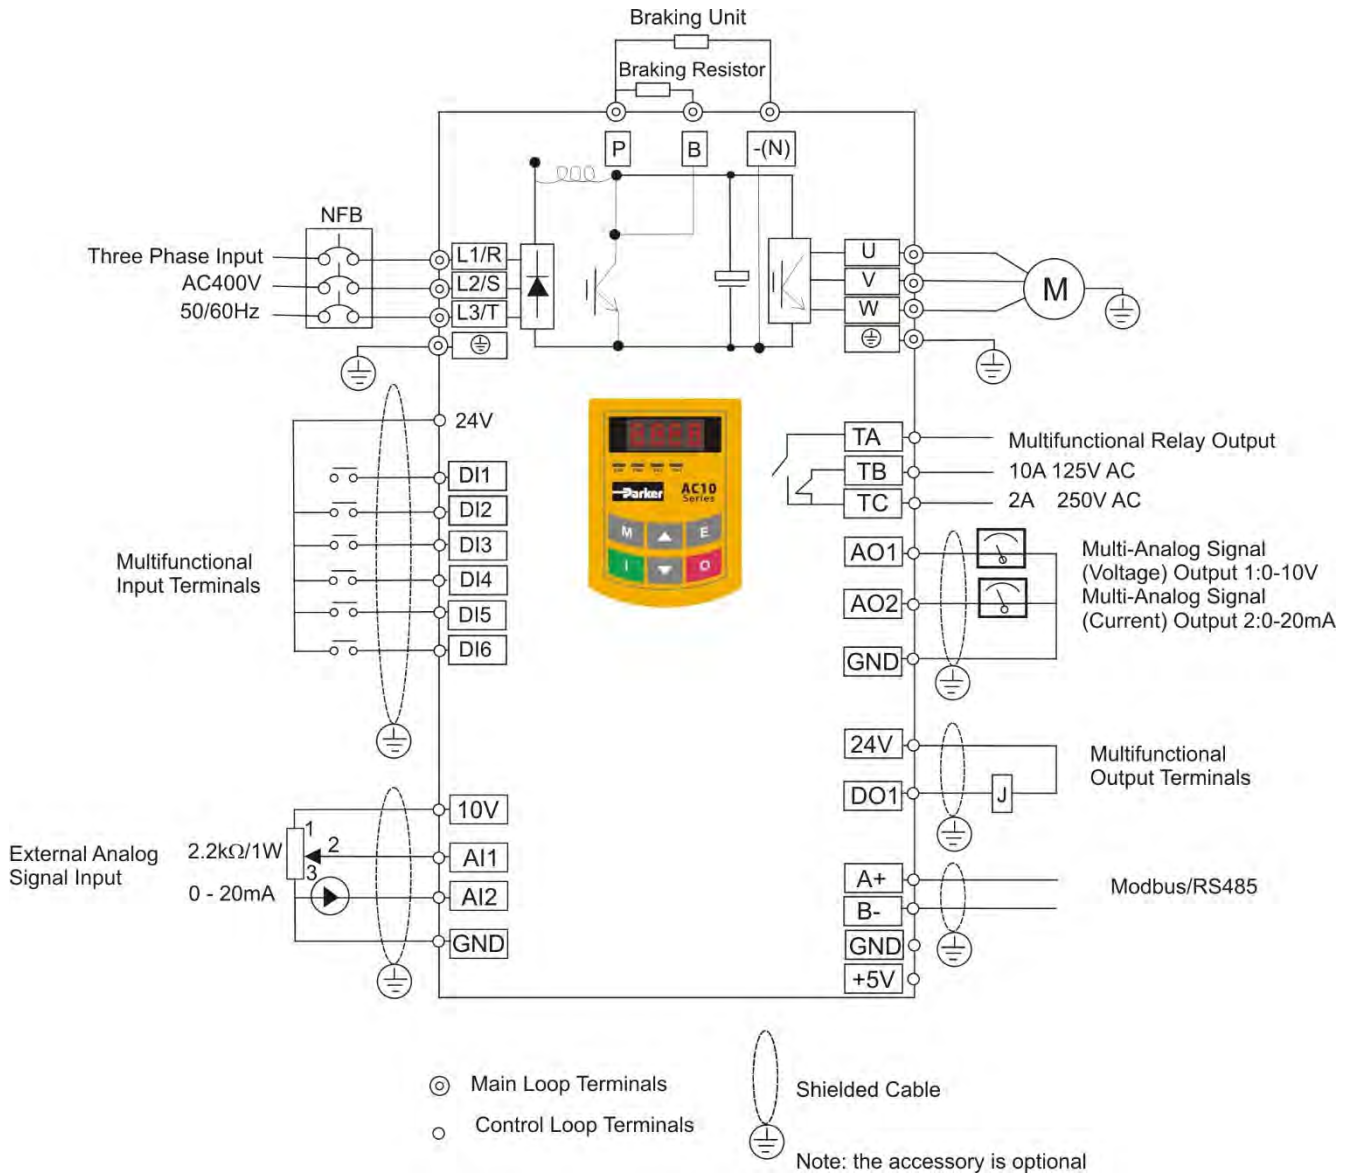 Braking Unit
Braking Resistor
P
B
-(N)
NFB
Three Phase Input
AC400V
50/60Hz
L1/R
L2/S
L3/T
U
V
W
M
24V
DI1
DI2
DI3
DI4
DI5
DI6
Multifunctional
Input Terminals
8888
Parker
AC10
Series
M
E
I
O
TA
TB
TC
Multifunctional Relay Output
10A 125V AC
2A 250V AC
AO1
AO2
GND
Multi-Analog Signal
(Voltage) Output 1:0-10V
Multi-Analog Signal
(Current) Output 2:0-20mA
24V
DO1
J
Multifunctional
Output Terminals
External Analog
Signal Input
2.2kΩ/1W
0 - 20mA
1
2
3
10V
AI1
AI2
GND
A+
B-
GND
+5V
Modbus/RS485
Main Loop Terminals
Control Loop Terminals
Shielded Cable
Note: the accessory is optional